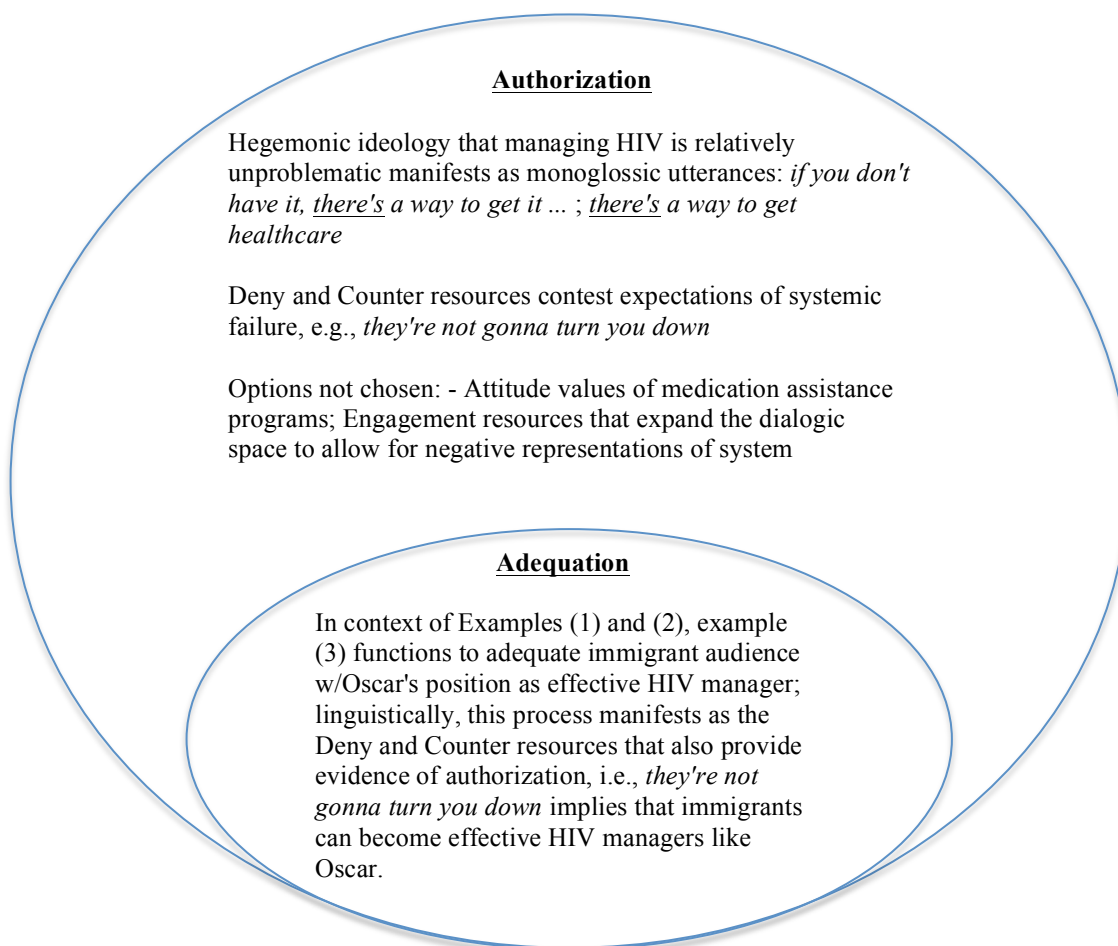 Authorization
Hegemonic ideology that managing HIV is relatively
unproblematic manifests as monoglossic utterances: if you don't
have it, there's a way to get it ... ; there's a way to get
healthcare
Deny and Counter resources contest expectations of systemic
failure, e.g., they're not gonna turn you down
Options not chosen: - Attitude values of medication assistance
programs; Engagement resources that expand the dialogic
space to allow for negative representations of system
Adequation
In context of Examples (1) and (2), example
(3) functions to adequate immigrant audience
w/Oscar's position as effective HIV manager;
linguistically, this process manifests as the
Deny and Counter resources that also provide
evidence of authorization, i.e., they're not
gonna turn you down implies that immigrants
can become effective HIV managers like
Oscar.